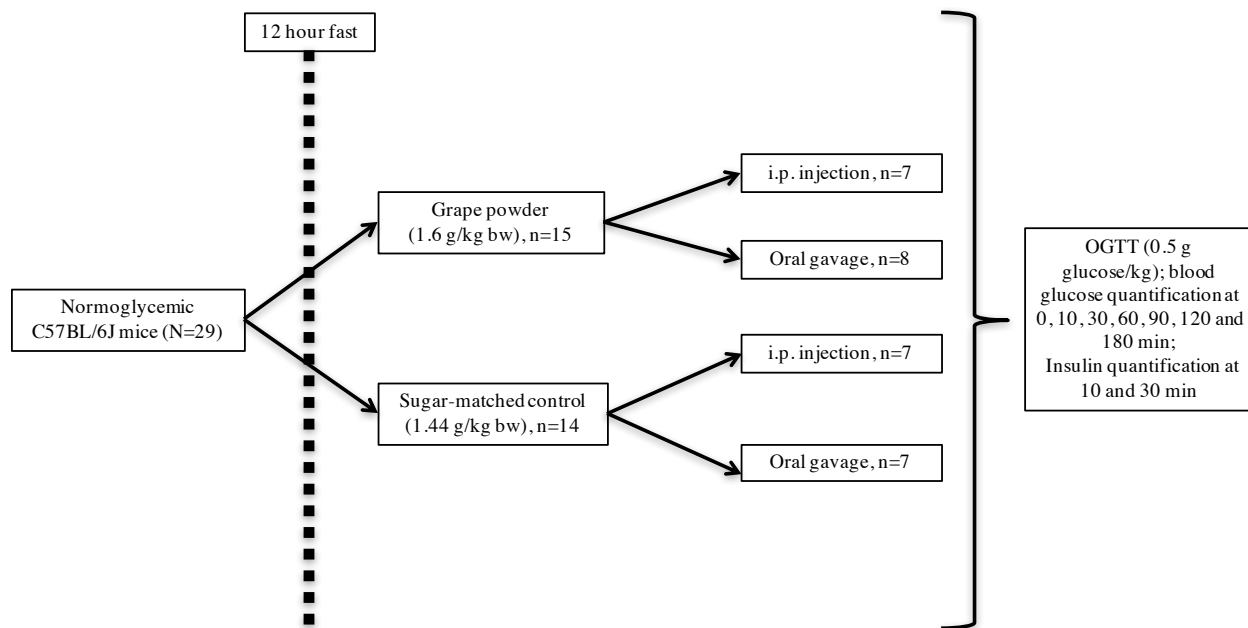 12 hour fast
Normoglycemic
C57BL/6J mice (N=29)
Grape powder
(1.6 g/kg bw), n=15
Sugar-matched control
(1.44 g/kg bw), n=14
i.p. injection, n=7
Oral gavage, n=8
i.p. injection, n=7
Oral gavage, n=7
OGTT (0.5 g
glucose/kg); blood
glucose quantification at
0, 10, 30, 60, 90, 120 and
180 min;
Insulin quantification at
10 and 30 min